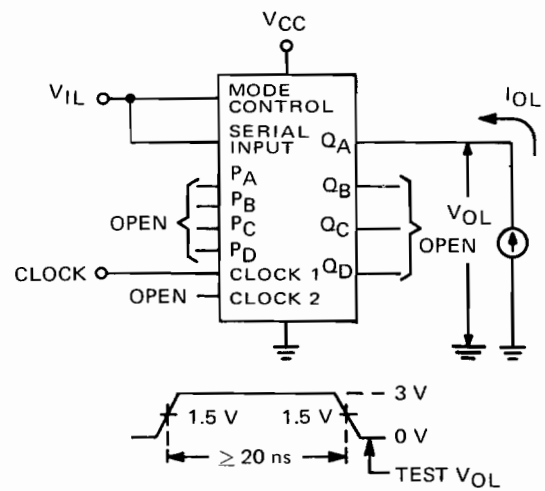 VCC
VIL
MODE
CONTROL
SERIAL
INPUT
PA
PB
PC
PD
OPEN
CLOCK
CLOCK 1
OPEN
CLOCK 2
QA
QB
QC
QD
OPEN
VOL
IOL
1.5 V
1.5 V
3 V
0 V
≥ 20 ns
TEST VOL